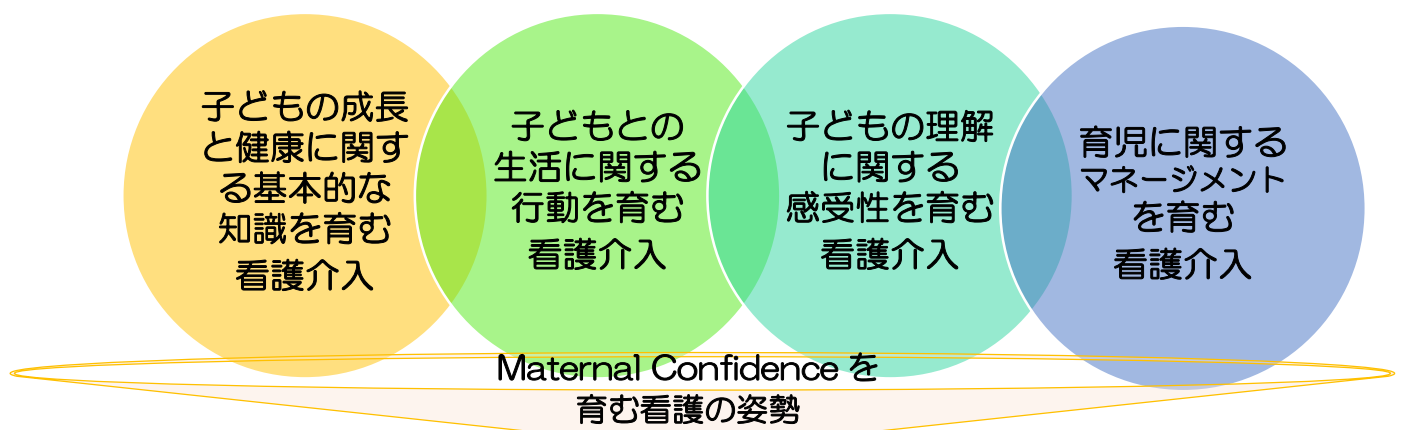 子どもの成長
と健康に関す
る基本的な
知識を育む
看護介入
子どもとの
生活に関する
行動を育む
看護介入
子どもの理解
に関する
感受性を育む
看護介入
育児に関する
マネージメント
を育む
看護介入
Maternal Confidence を
育む看護の姿勢